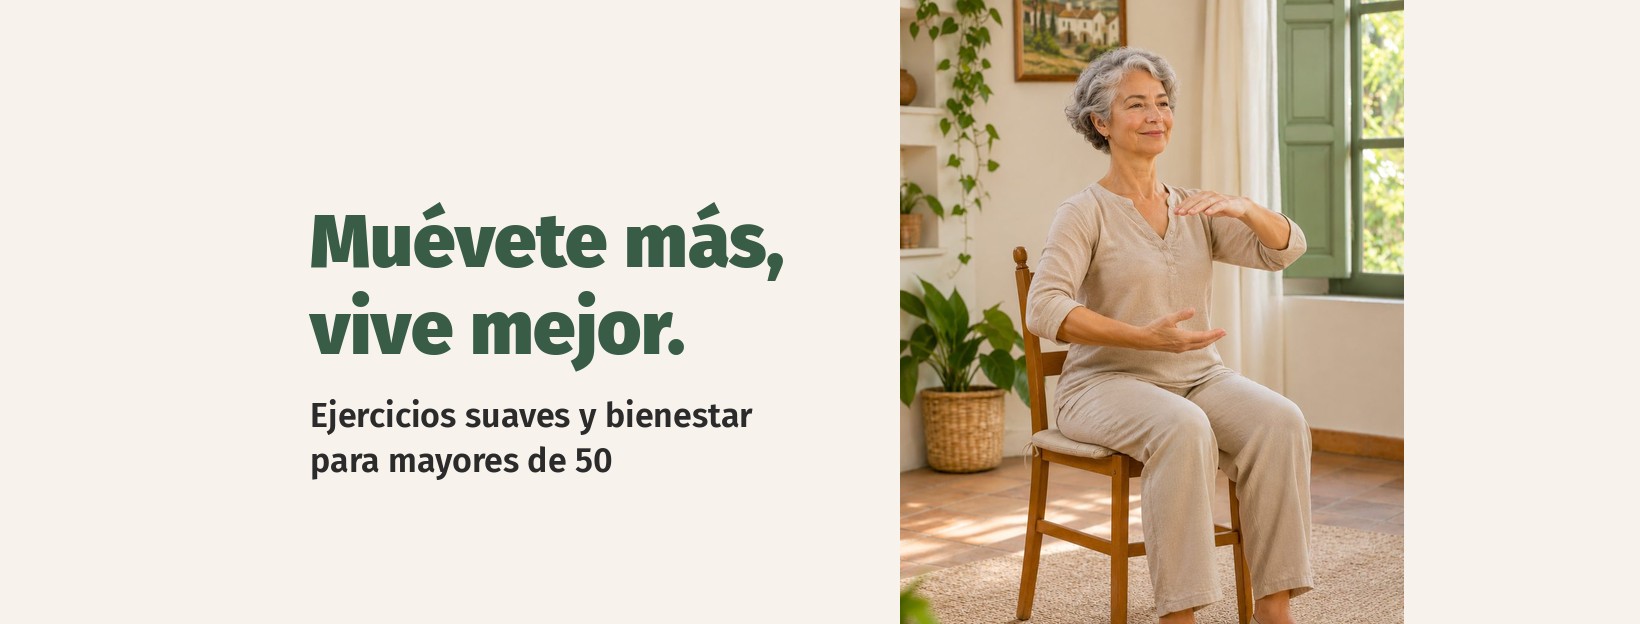 Muévete más,
vive mejor.
Ejercicios suaves y bienestar
para mayores de 50